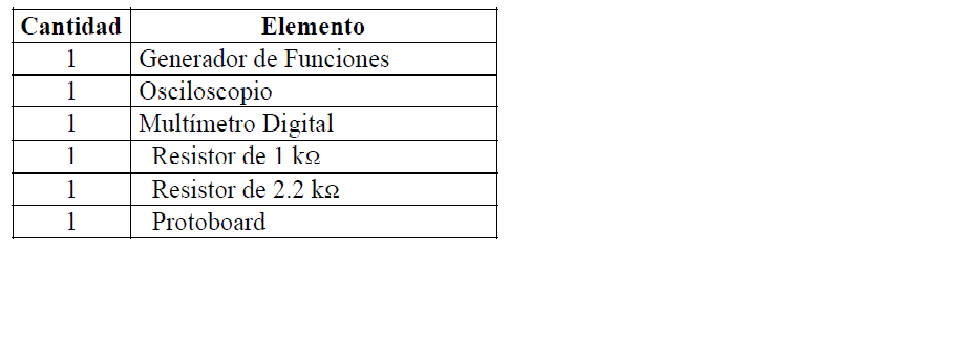 Cantidad Elemento
1 Generador de Funciones
1 Osciloscopio
1 Multímetro Digital
1 Resistor de 1 kΩ
1 Resistor de 2.2 kΩ
1 Protoboard